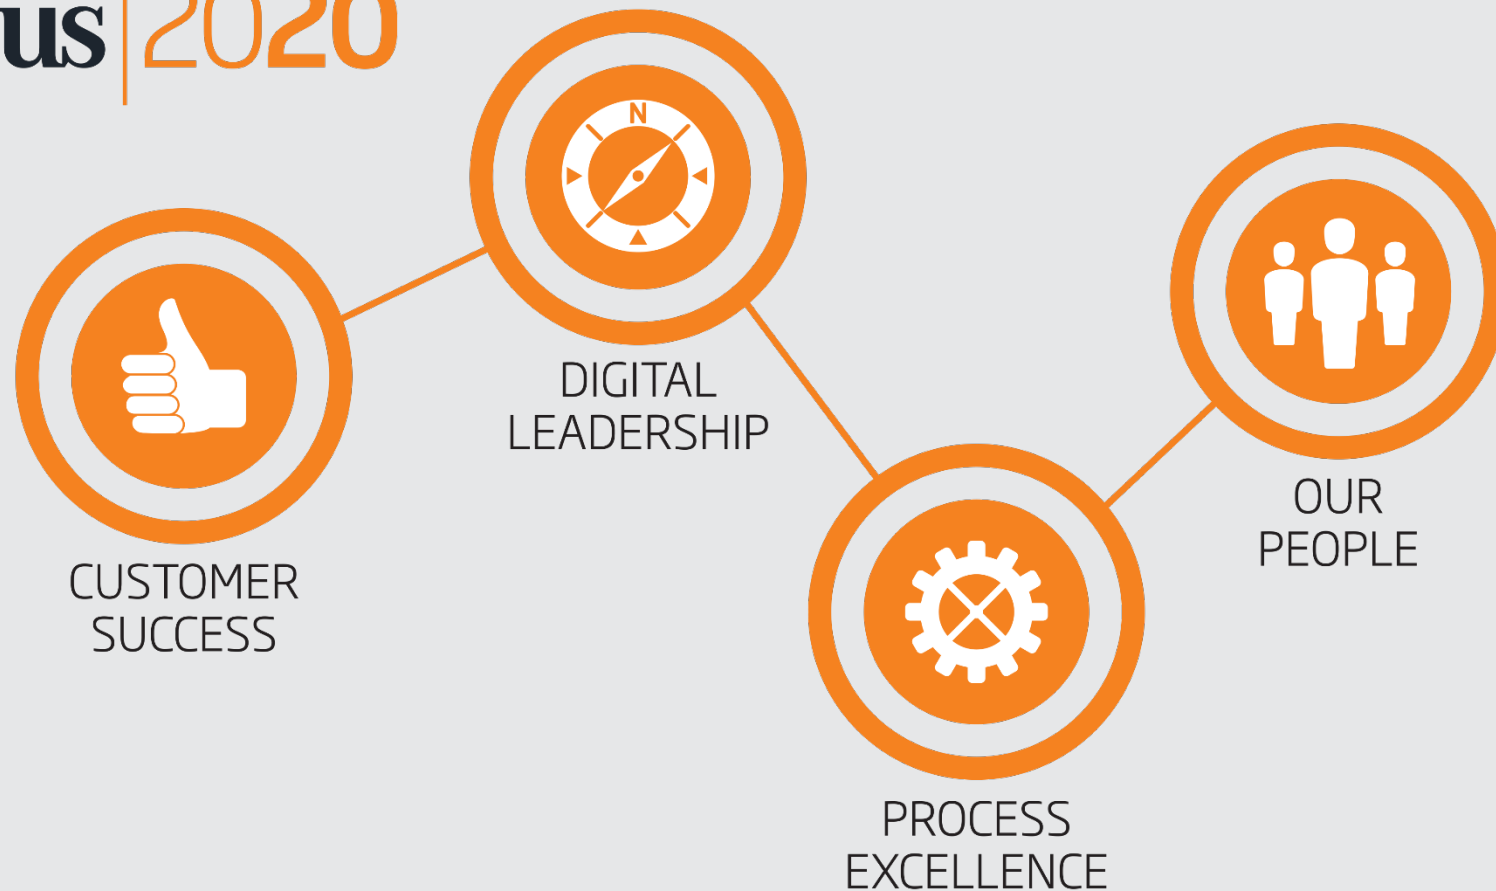 us 2020
N
DIGITAL
LEADERSHIP
CUSTOMER
SUCCESS
OUR
PEOPLE
PROCESS
EXCELLENCE